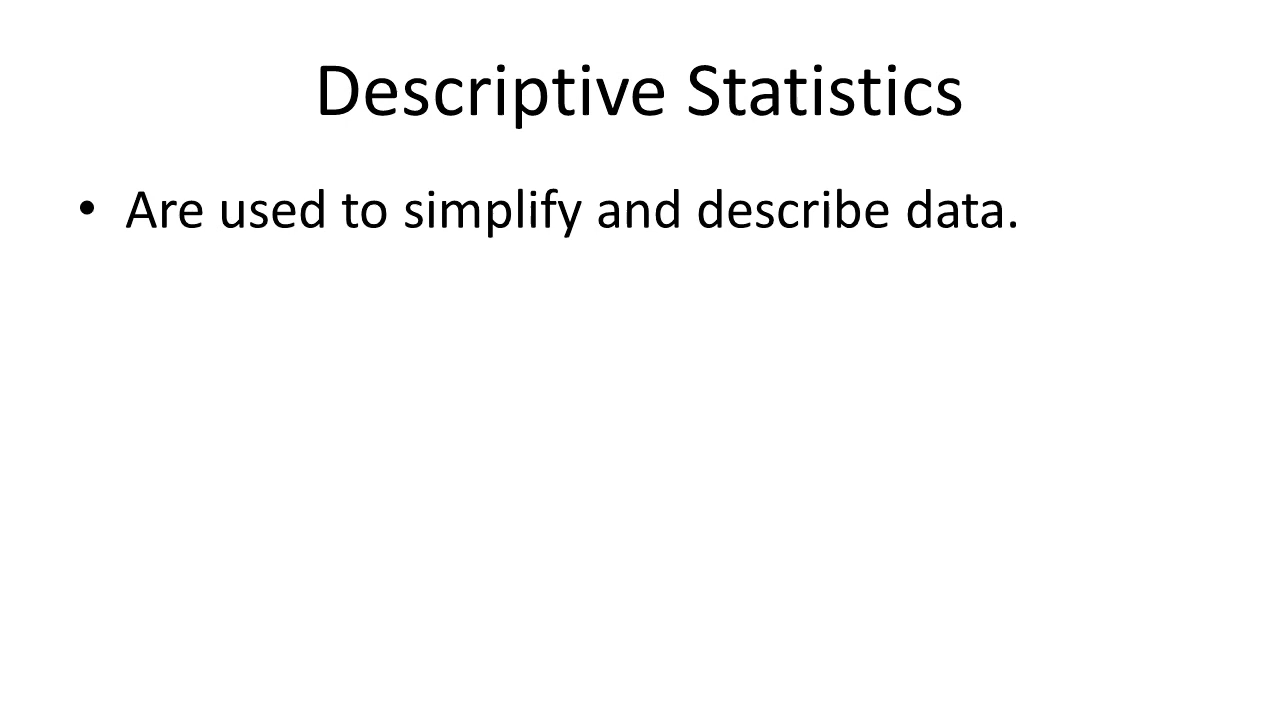 Descriptive Statistics
• Are used to simplify and describe data.